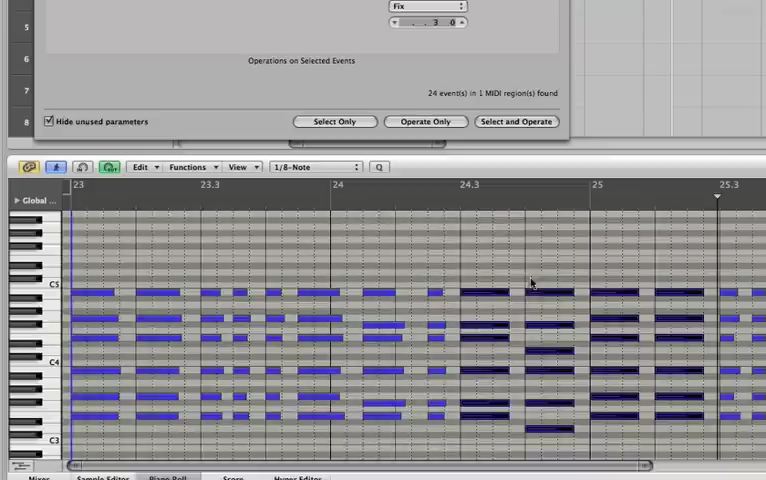 Fix
5
. . 3 0
6
Operations on Selected Events
7
24 event(s) in 1 MIDI region(s) found
8
Hide unused parameters
Select Only
Operate Only
Select and Operate
Edit
Functions
View
1/8-Note
Q
23
23.3
24
24.3
25
25.3
Global ...
C5
C4
C3
Mixer
Sample Editor
Piano Roll
Score
Hyper Editor